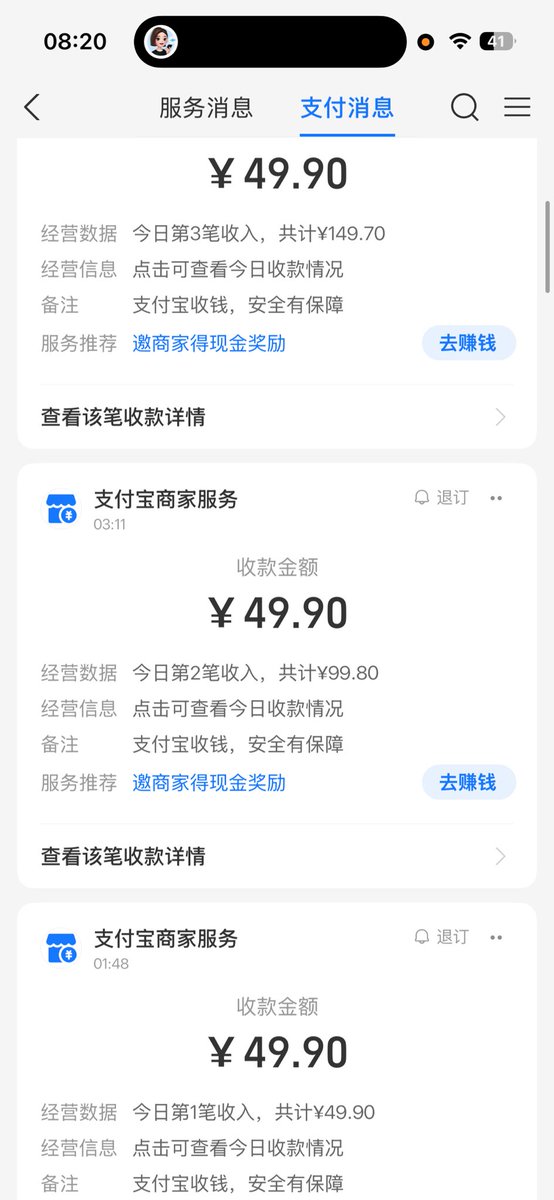 08:20
41
服务消息 支付消息
¥ 49.90
经营数据 今日第3笔收入，共计¥149.70
经营信息 点击可查看今日收款情况
备注 支付宝收钱，安全有保障
服务推荐 邀商家得现金奖励 去赚钱
查看该笔收款详情
支付宝商家服务 退订
03:11
收款金额
¥ 49.90
经营数据 今日第2笔收入，共计¥99.80
经营信息 点击可查看今日收款情况
备注 支付宝收钱，安全有保障
服务推荐 邀商家得现金奖励 去赚钱
查看该笔收款详情
支付宝商家服务 退订
01:48
收款金额
¥ 49.90
经营数据 今日第1笔收入，共计¥49.90
经营信息 点击可查看今日收款情况
备注 支付宝收钱，安全有保障